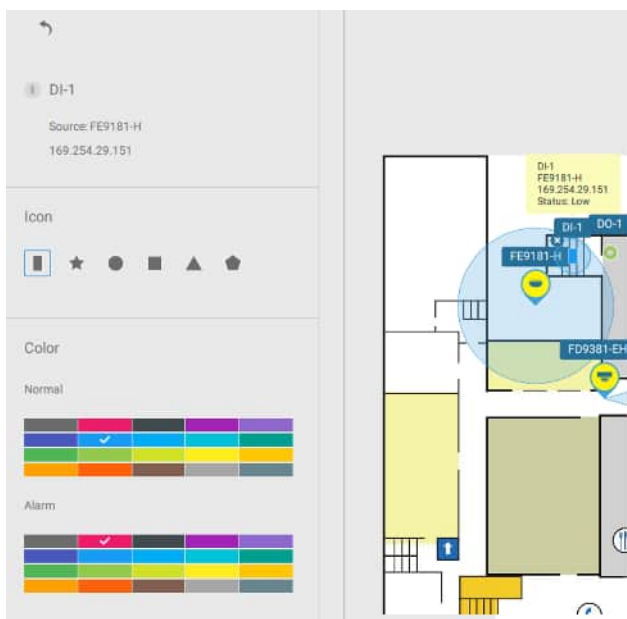 DI-1
Source: FE9181-H
169.254.29.151
Icon
Color
Normal
Alarm
DI-1
FE9181-H
169.254.29.151
Status: Low
DI-1
DO-1
FE9181-H
FD9381-EH